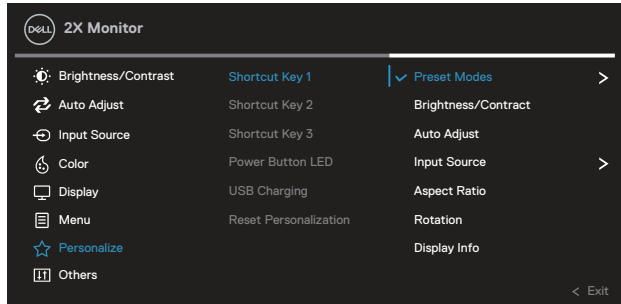 DELL 2X Monitor
Brightness/Contrast Shortcut Key 1 Preset Modes >
Auto Adjust Shortcut Key 2 Brightness/Contract
Input Source Shortcut Key 3 Auto Adjust
Color Power Button LED Input Source >
Display USB Charging Aspect Ratio
Menu Reset Personalization Rotation
Personalize Display Info
Others
< Exit